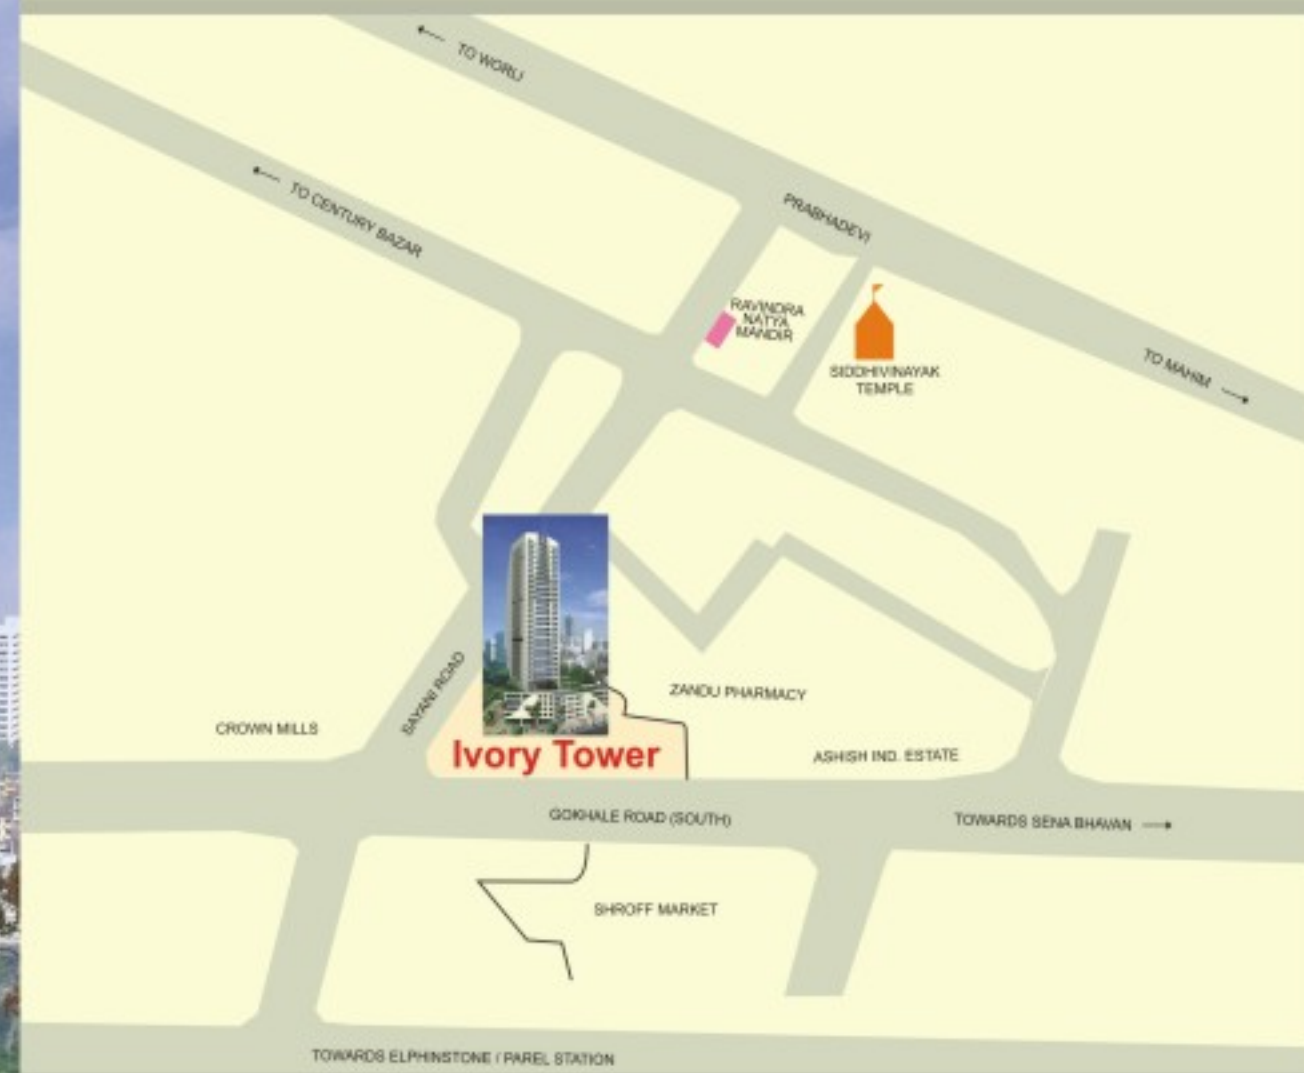 TO WORLI
TO CENTURY BAZAR
PRABHADEVI
RAVINDRA
NATYA
MANDIR
SIDDHIVINAYAK
TEMPLE
TO MAHIM
SAYANI ROAD
ZANDU PHARMACY
CROWN MILLS
Ivory Tower
ASHISH IND. ESTATE
GOKHALE ROAD (SOUTH)
TOWARDS SENA BHAVAN
SHROFF MARKET
TOWARDS ELPHINSTONE / PAREL STATION